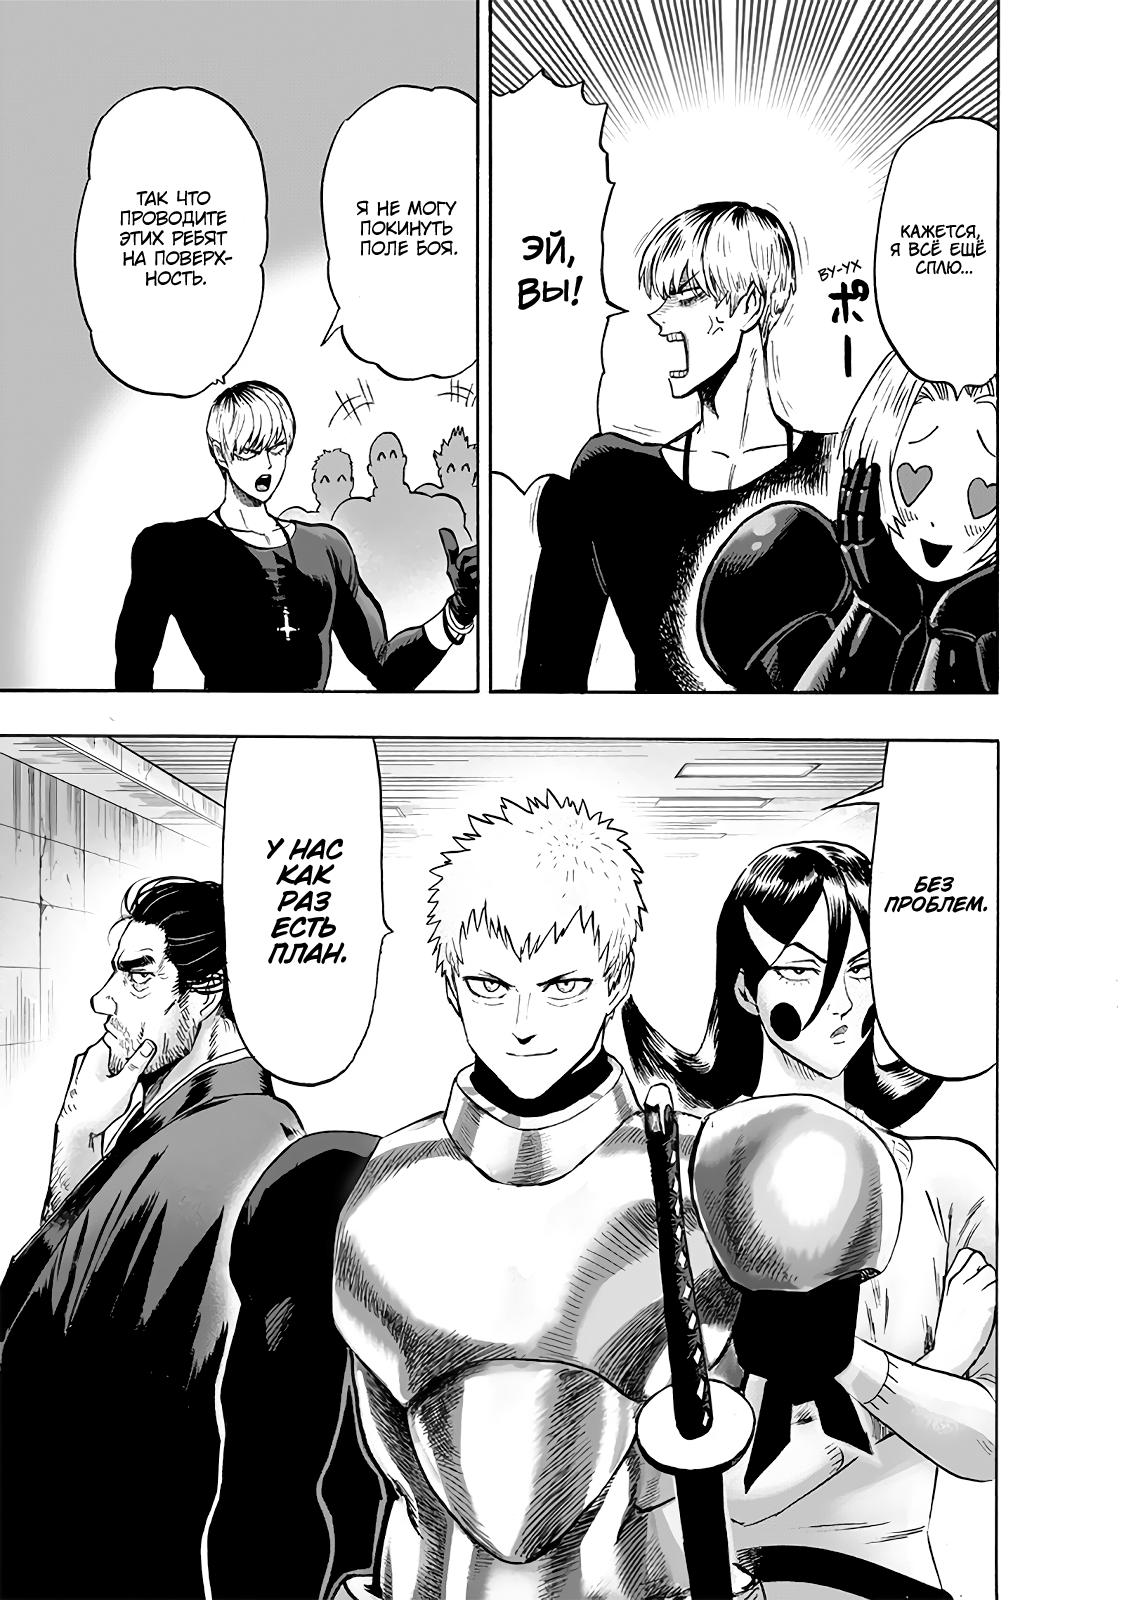 КАЖЕТСЯ,
Я ВСЁ ЕЩЁ
СПЛЮ...
ВУ-УХ
ポー
ЭЙ,
ВЫ!
Я НЕ МОГУ
ПОКИНУТЬ
ПОЛЕ БОЯ.
ТАК ЧТО
ПРОВОДИТЕ
ЭТИХ РЕБЯТ
НА ПОВЕРХ-
НОСТЬ.
БЕЗ
ПРОБЛЕМ.
У НАС
КАК
РАЗ
ЕСТЬ
ПЛАН.